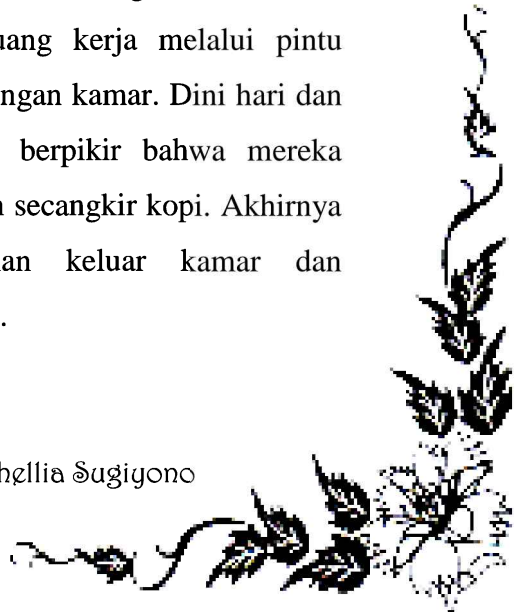 uang kerja melalui pintu
ngan kamar. Dini hari dan
berpikir bahwa mereka
n secangkir kopi. Akhirnya
an keluar kamar dan
.
hellia Sugiyono